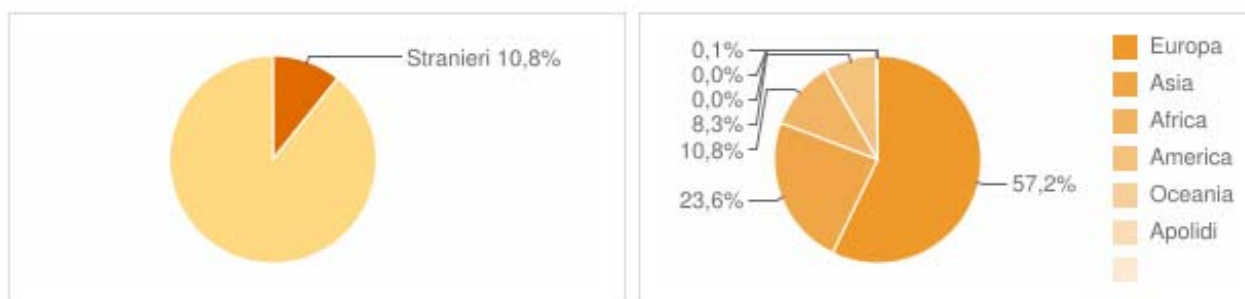 Stranieri 10,8%
0,1%
0,0%
0,0%
8,3%
10,8%
23,6%
57,2%
Europa
Asia
Africa
America
Oceania
Apolidi